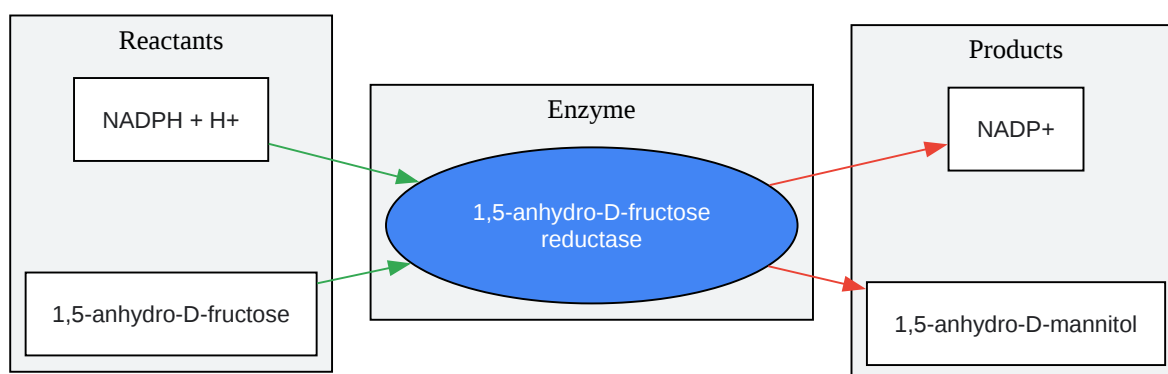 Reactants
NADPH + H+
1,5-anhydro-D-fructose
Enzyme
1,5-anhydro-D-fructose
reductase
Products
NADP+
1,5-anhydro-D-mannitol